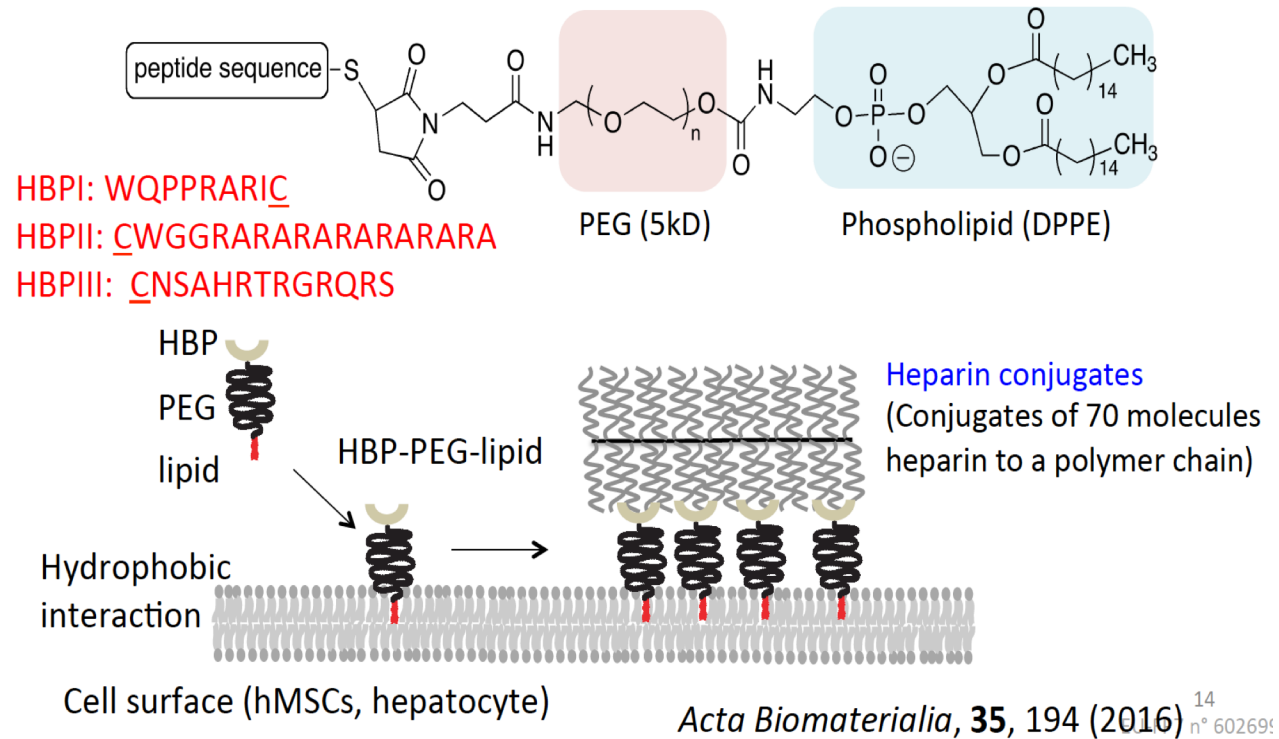 peptide sequence
S
O
O
N
O
O
N
H
O
n
O
O
H
N
O
O
P
O
O
O
O
14
CH3
O
O
14
CH3
HBPI: WQPPRARIC
HBPII: CWGGRARARARARARARA
HBPIII: CNSAHRTRGRQRS
PEG (5kD)
Phospholipid (DPPE)
HBP
PEG
lipid
HBP-PEG-lipid
Heparin conjugates
(Conjugates of 70 molecules
heparin to a polymer chain)
Hydrophobic
interaction
Cell surface (hMSCs, hepatocyte)
14
Acta Biomaterialia, 35, 194 (2016)
n° 602699